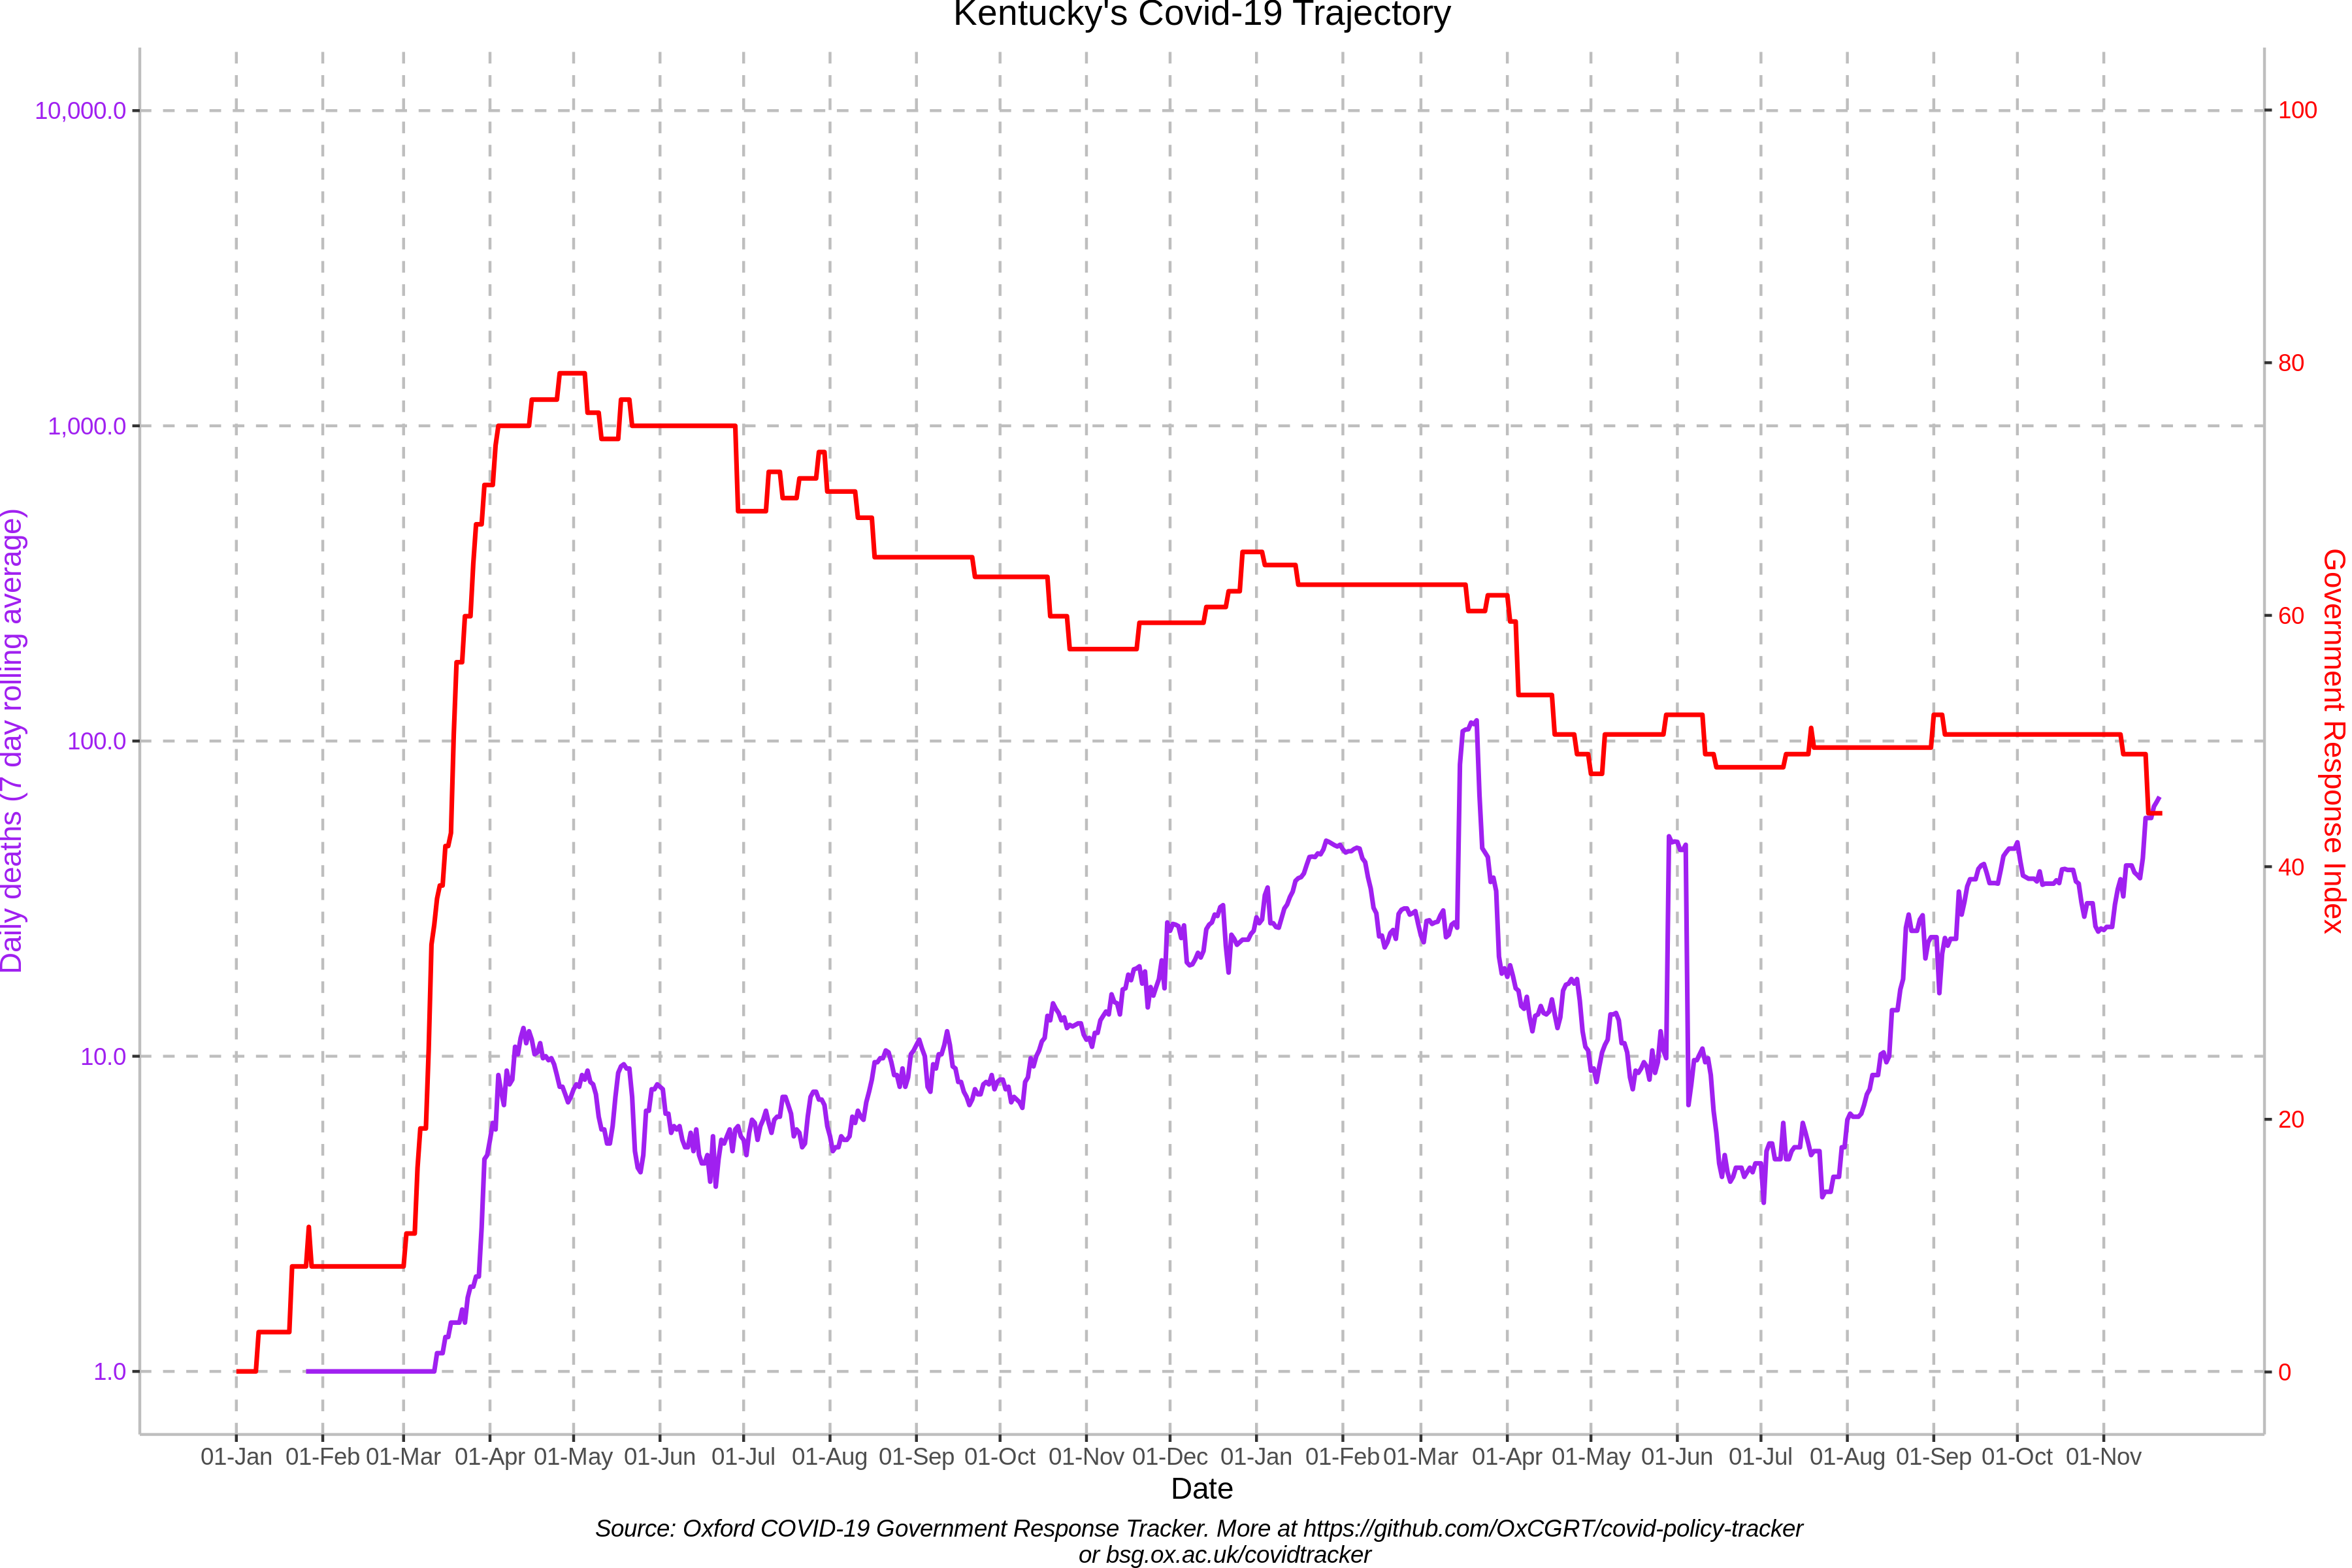 Kentucky's Covid-19 Trajectory
10,000.0
1,000.0
100.0
10.0
1.0
Daily deaths (7 day rolling average)
100
80
60
40
20
0
Government Response Index
01-Jan 01-Feb 01-Mar 01-Apr 01-May 01-Jun 01-Jul 01-Aug 01-Sep 01-Oct 01-Nov 01-Dec 01-Jan 01-Feb 01-Mar 01-Apr 01-May 01-Jun 01-Jul 01-Aug 01-Sep 01-Oct 01-Nov
Date
Source: Oxford COVID-19 Government Response Tracker. More at https://github.com/OxCGRT/covid-policy-tracker
or bsg.ox.ac.uk/covidtracker